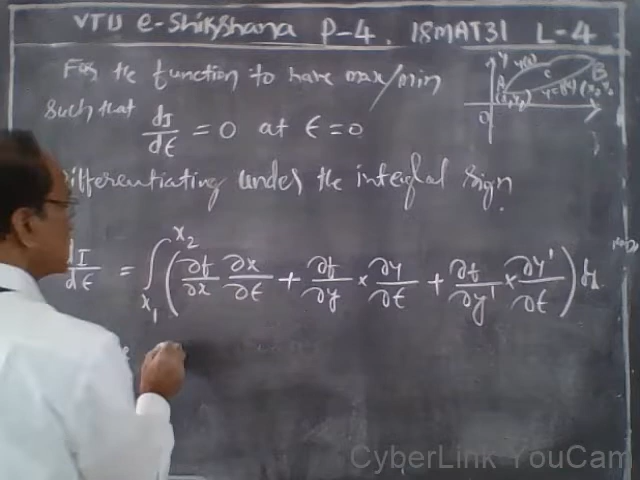 VTU e-Shikshana P-4, 18MAT31 L-4
For the function to have max/min
such that dI/dϵ = 0 at ϵ=0
Differentiating under the integral sign
dI/dϵ = ∫_{x1}^{x2} (∂f/∂x ∂x/∂ϵ + ∂f/∂y × ∂y/∂ϵ + ∂f/∂y' × ∂y'/∂ϵ) dx
y
y(x)
c
A
B
0
CyberLink YouCam